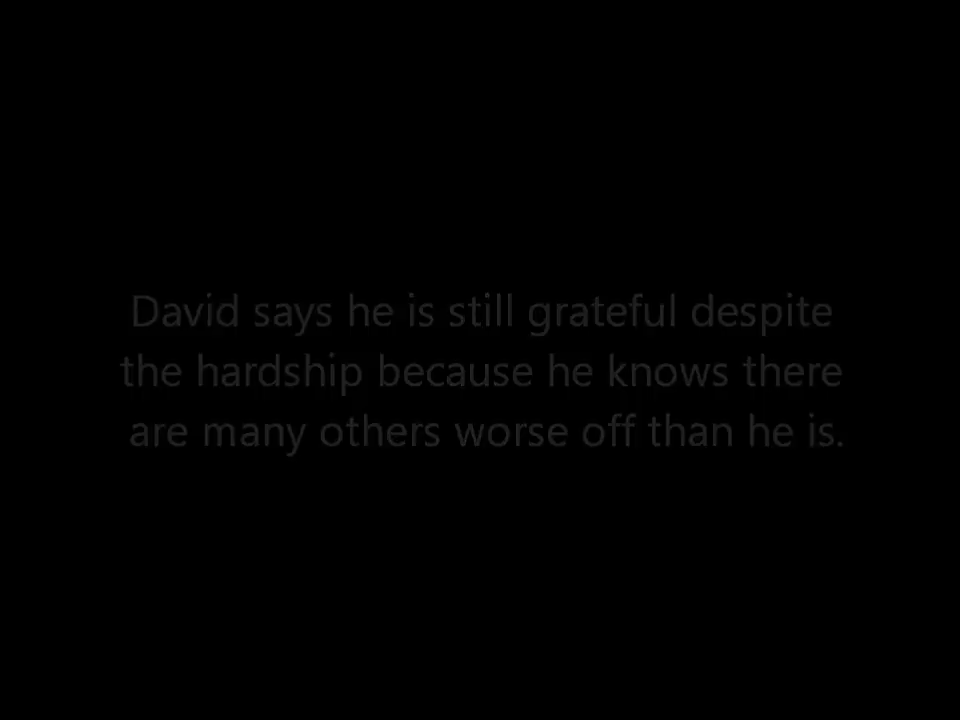 David says he is still grateful despite
the hardship because he knows there
are many others worse off than he is.